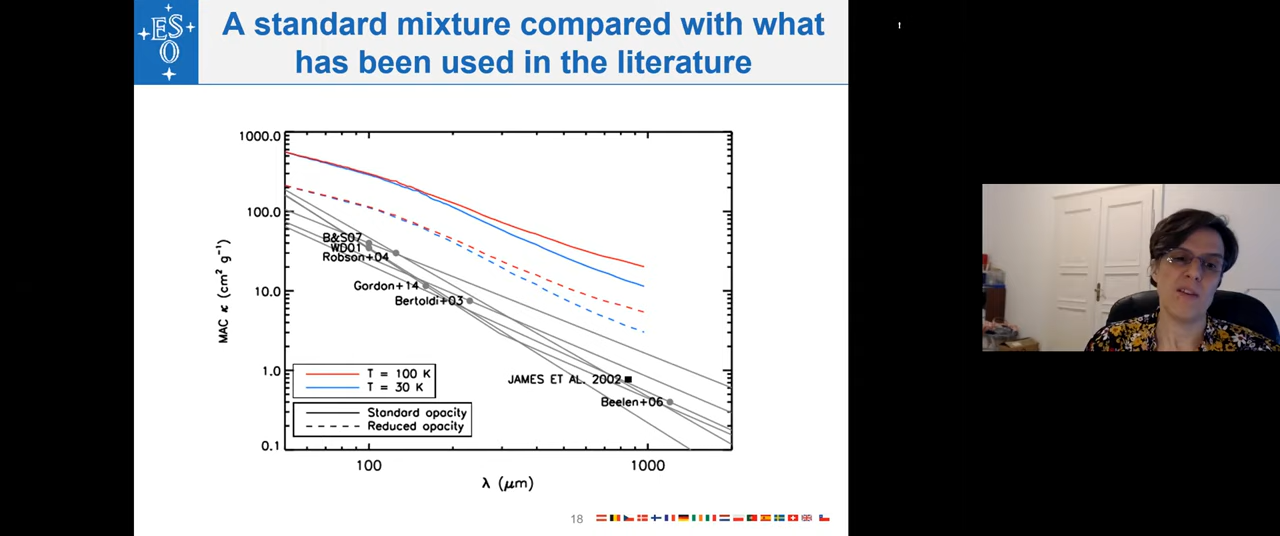 ES
O
A standard mixture compared with what
has been used in the literature
1000.0
100.0
10.0
1.0
0.1
MAC κ (cm² g⁻¹)
B&S07
WD01
Robson+04
Gordon+14
Bertoldi+03
JAMES ET AL. 2002
Beelen+06
T = 100 K
T = 30 K
Standard opacity
Reduced opacity
100
1000
λ (μm)
18